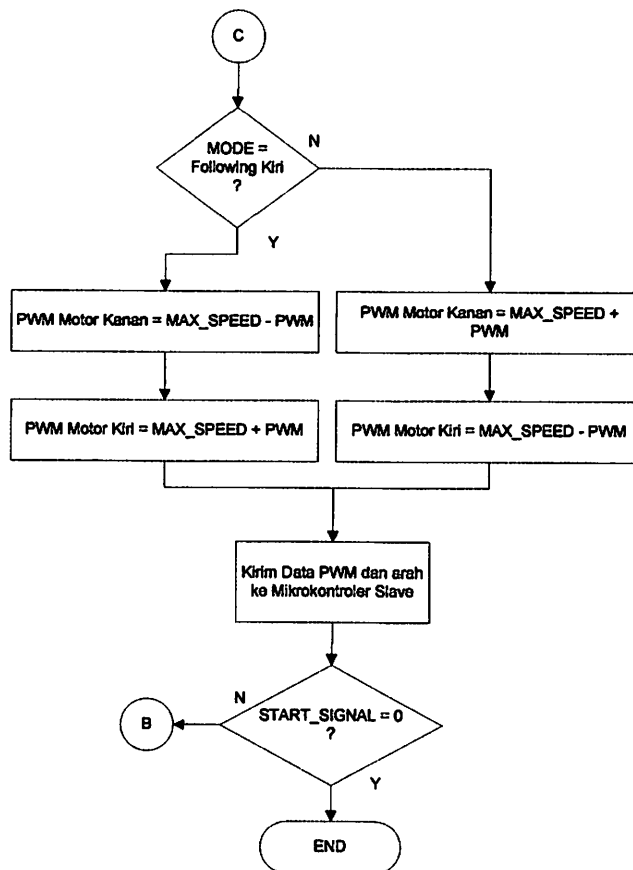 C
MODE =
Following Kiri
?
N
Y
PWM Motor Kanan = MAX_SPEED - PWM
PWM Motor Kanan = MAX_SPEED +
PWM
PWM Motor Kiri = MAX_SPEED + PWM
PWM Motor Kiri = MAX_SPEED - PWM
Kirim Data PWM dan arah
ke Mikrokontroler Slave
N
START_SIGNAL = 0
?
B
Y
END